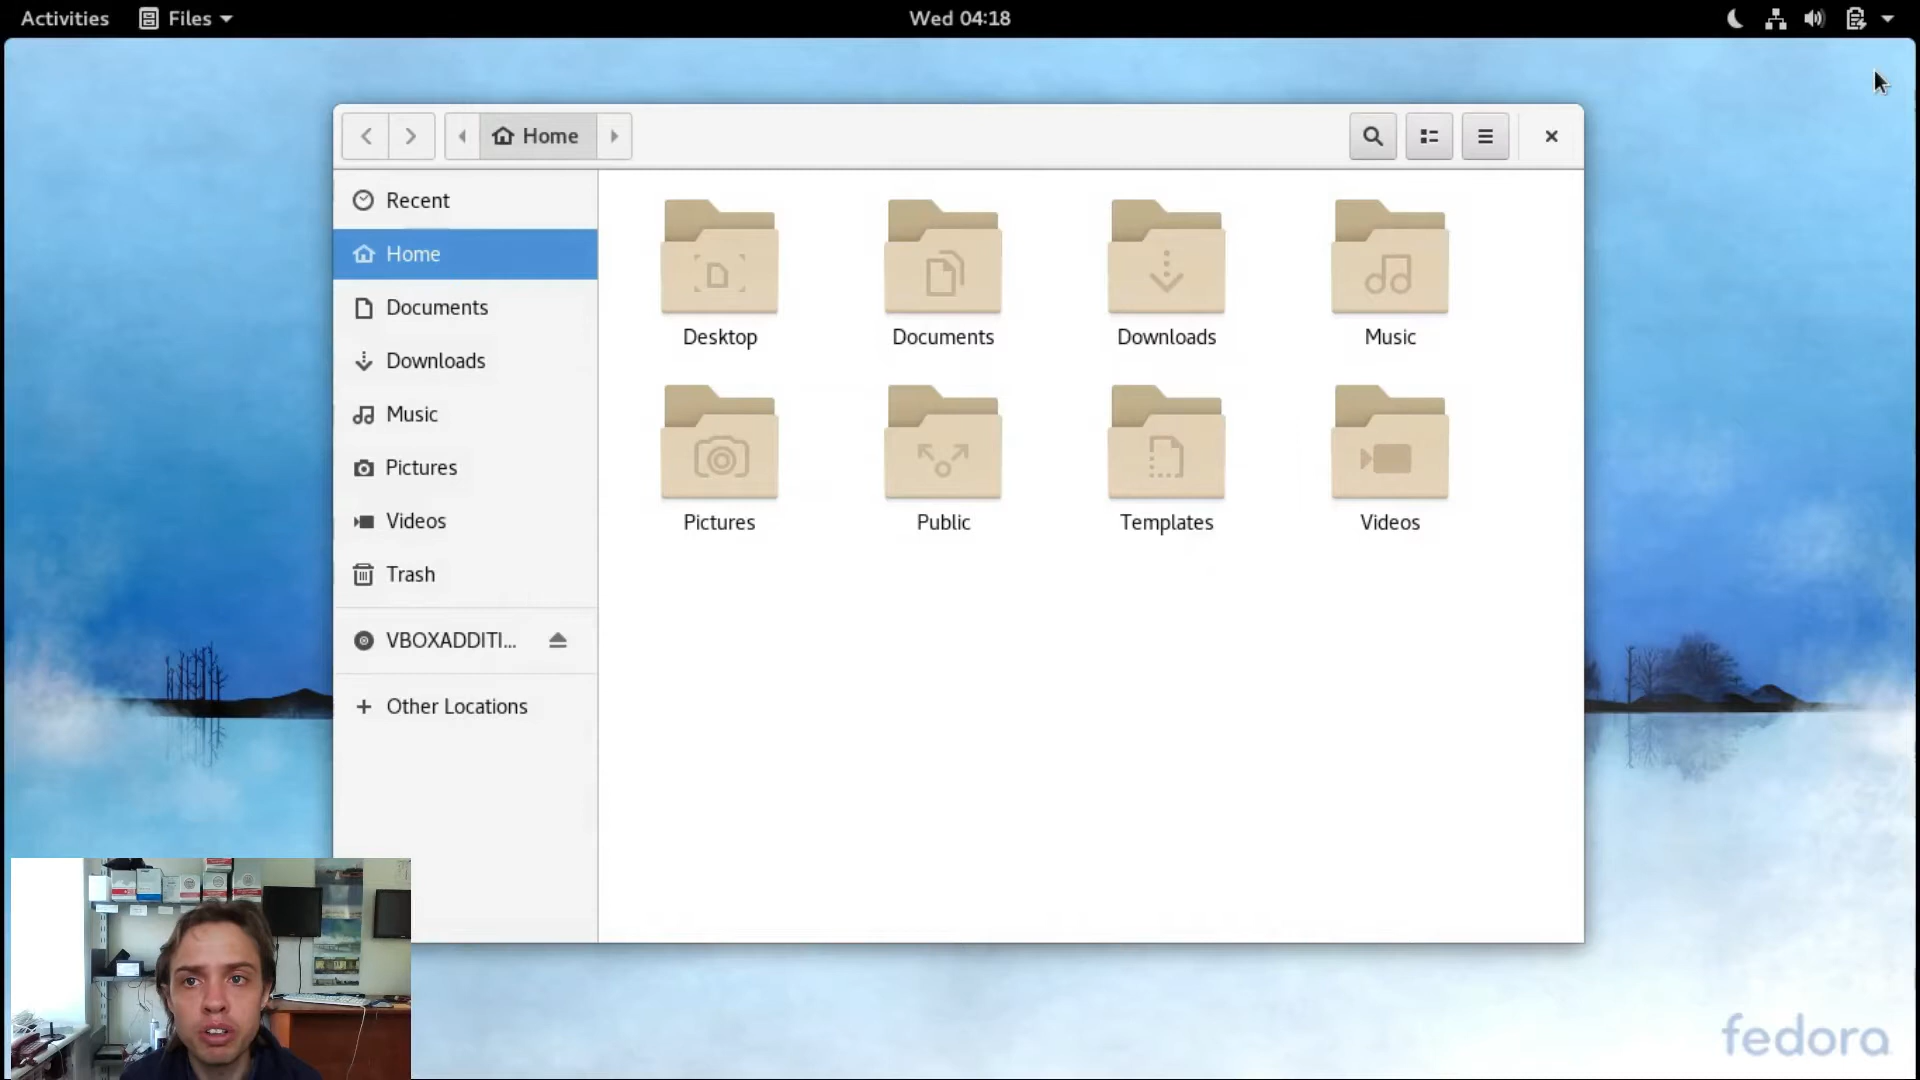 Activities Files Wed 04:18
Home
Recent
Home
Documents
Downloads
Music
Pictures
Videos
Trash
VBOXADDITI...
Other Locations
Desktop Documents Downloads Music
Pictures Public Templates Videos
fedora